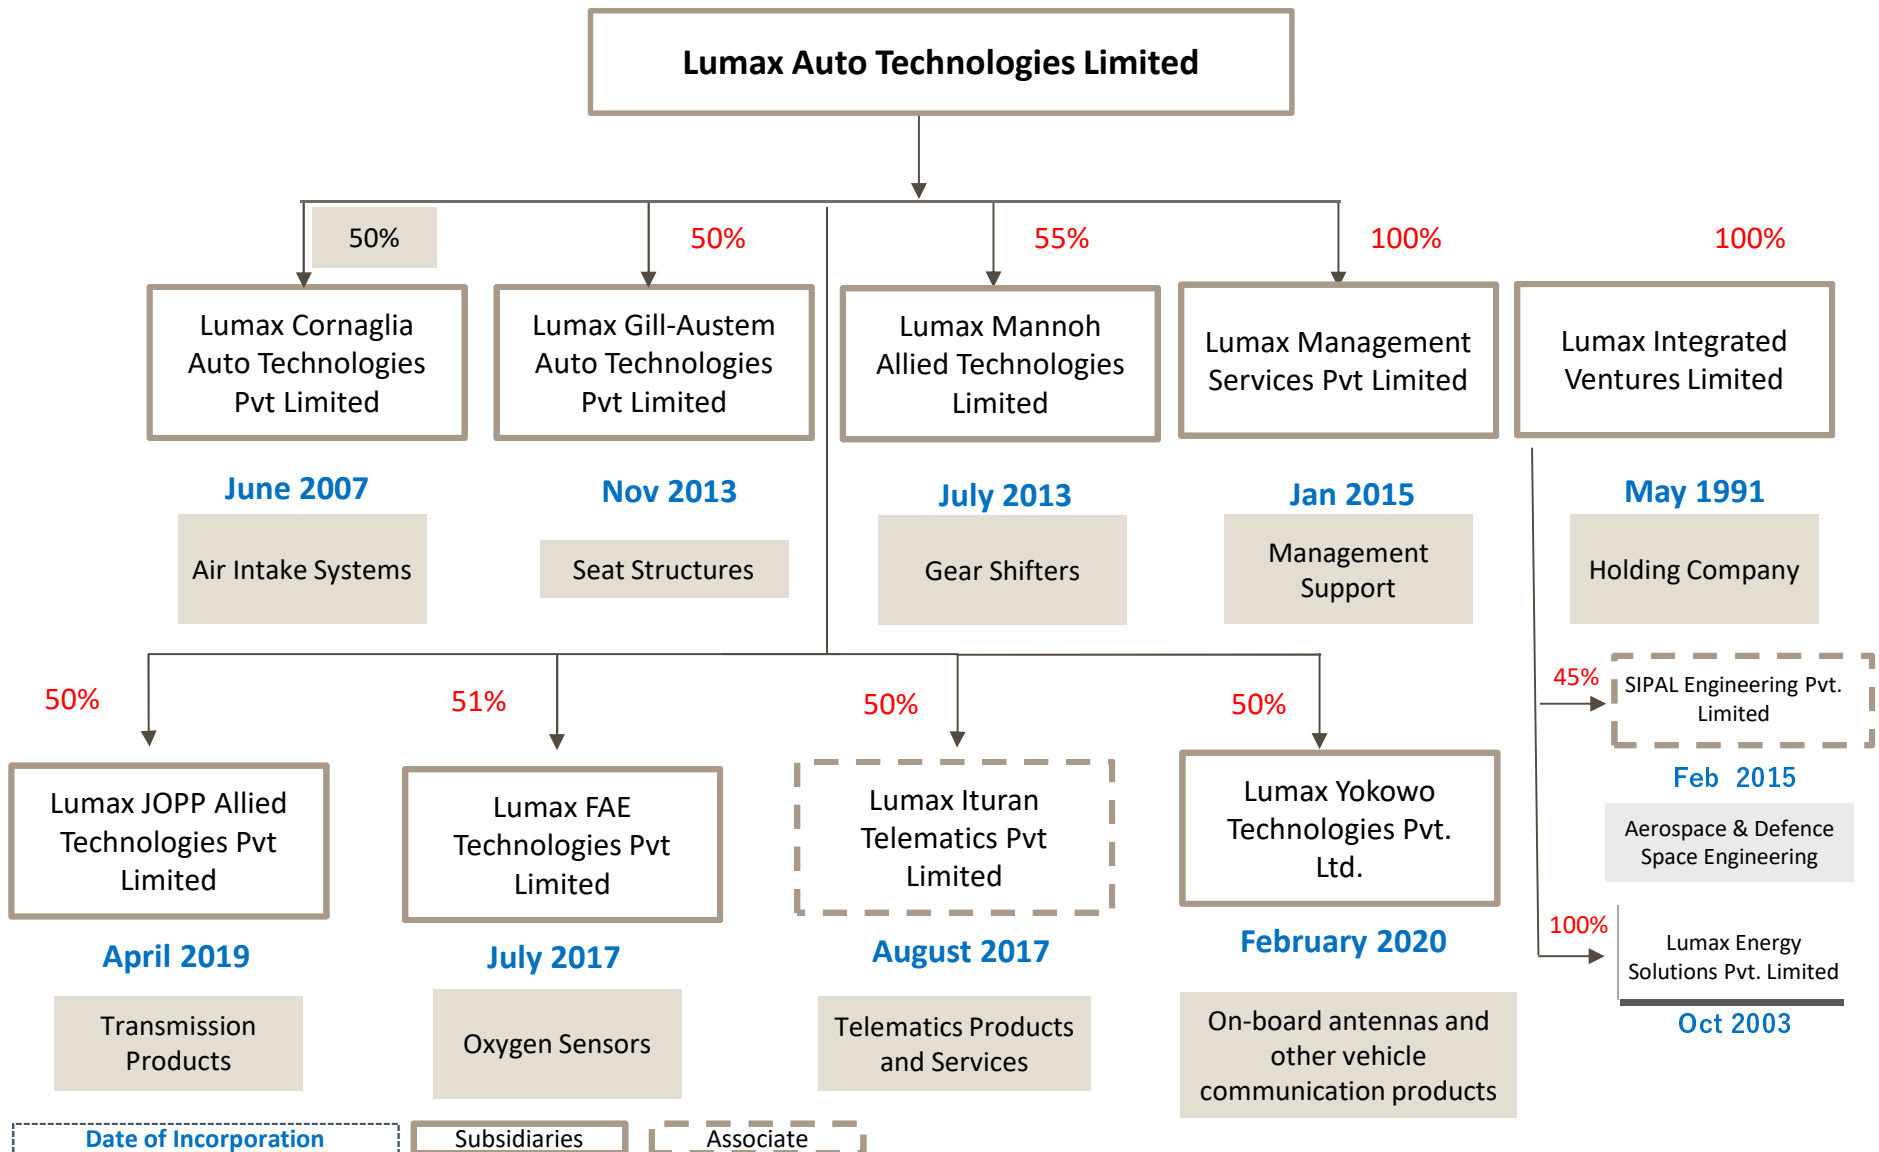 Lumax Auto Technologies Limited
50%
50%
55%
100%
100%
Lumax Cornaglia
Auto Technologies
Pvt Limited
Lumax Gill-Austem
Auto Technologies
Pvt Limited
Lumax Mannoh
Allied Technologies
Limited
Lumax Management
Services Pvt Limited
Lumax Integrated
Ventures Limited
June 2007
Nov 2013
July 2013
Jan 2015
May 1991
Air Intake Systems
Seat Structures
Gear Shifters
Management
Support
Holding Company
50%
51%
50%
50%
45%
SIPAL Engineering Pvt.
Limited
Feb 2015
Aerospace & Defence
Space Engineering
Lumax JOPP Allied
Technologies Pvt
Limited
Lumax FAE
Technologies Pvt
Limited
Lumax Ituran
Telematics Pvt
Limited
Lumax Yokowo
Technologies Pvt.
Ltd.
100%
Lumax Energy
Solutions Pvt. Limited
Oct 2003
April 2019
July 2017
August 2017
February 2020
Transmission
Products
Oxygen Sensors
Telematics Products
and Services
On-board antennas and
other vehicle
communication products
Date of Incorporation
Subsidiaries
Associate